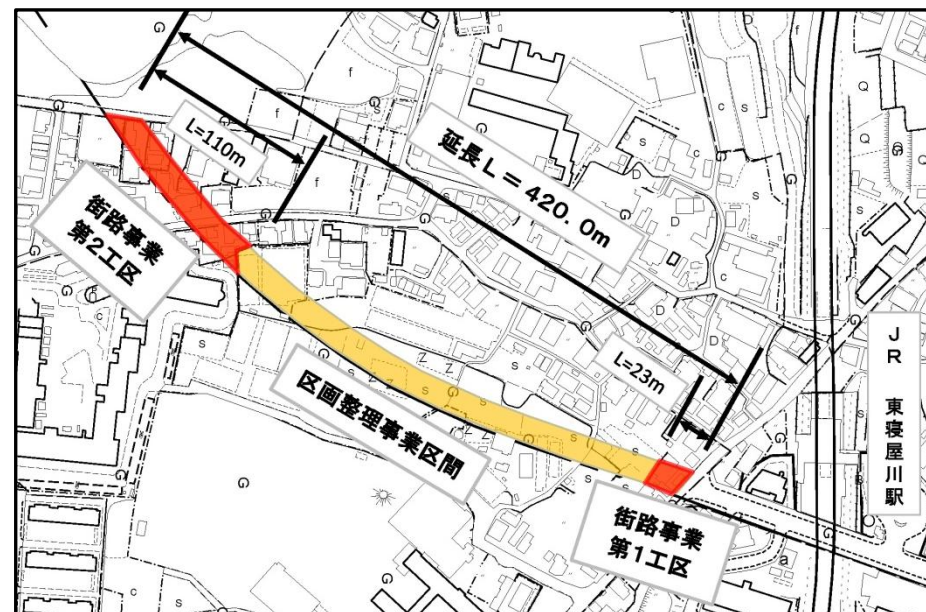 L=110m
延長L=420.0m
街路事業
第2工区
L=23m
JR 東寝屋川駅
区画整理事業区間
街路事業
第1工区